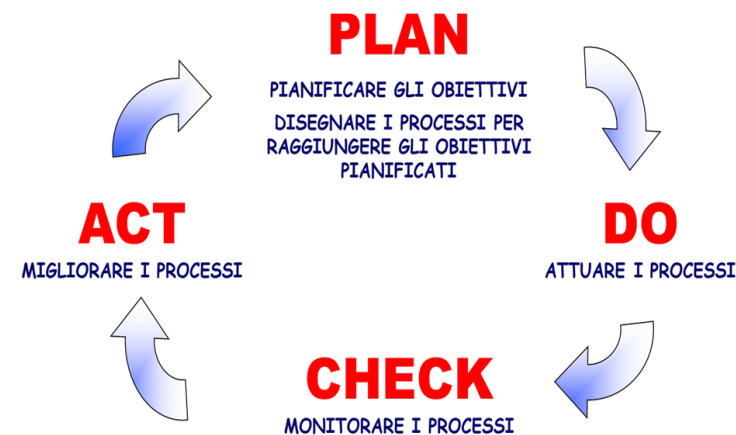 PLAN
PIANIFICARE GLI OBIETTIVI
DISEGNARE I PROCESSI PER
RAGGIUNGERE GLI OBIETTIVI
PIANIFICATI
ACT
MIGLIORARE I PROCESSI
DO
ATTUARE I PROCESSI
CHECK
MONITORARE I PROCESSI